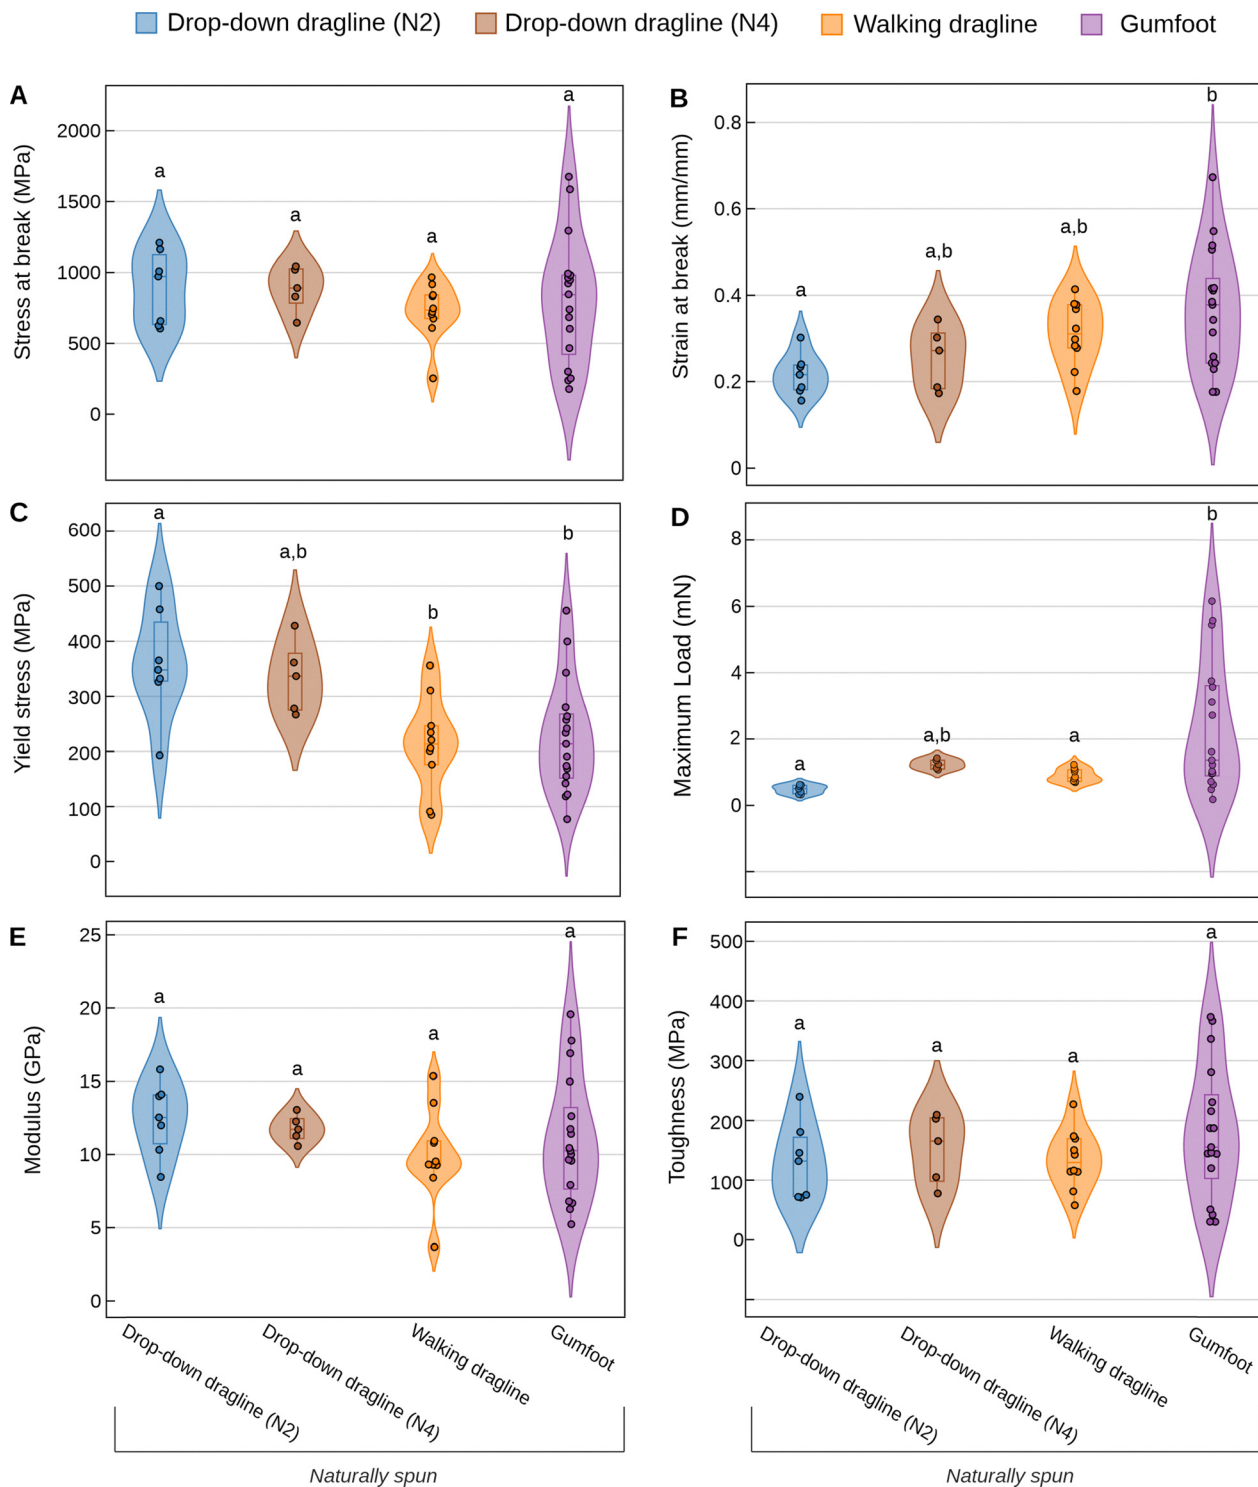 Drop-down dragline (N2) Drop-down dragline (N4) Walking dragline Gumfoot
A
Stress at break (MPa)
2000
1500
1000
500
0
a
a
a
a
B
Strain at break (mm/mm)
0.8
0.6
0.4
0.2
0
a
a,b
a,b
b
C
Yield stress (MPa)
600
500
400
300
200
100
0
a
a,b
b
b
D
Maximum Load (mN)
8
6
4
2
0
a
a,b
a
b
E
Modulus (GPa)
25
20
15
10
5
0
a
a
a
a
F
Toughness (MPa)
500
400
300
200
100
0
a
a
a
a
Drop-down dragline (N2)
Drop-down dragline (N4)
Walking dragline
Gumfoot
Naturally spun
Drop-down dragline (N2)
Drop-down dragline (N4)
Walking dragline
Gumfoot
Naturally spun